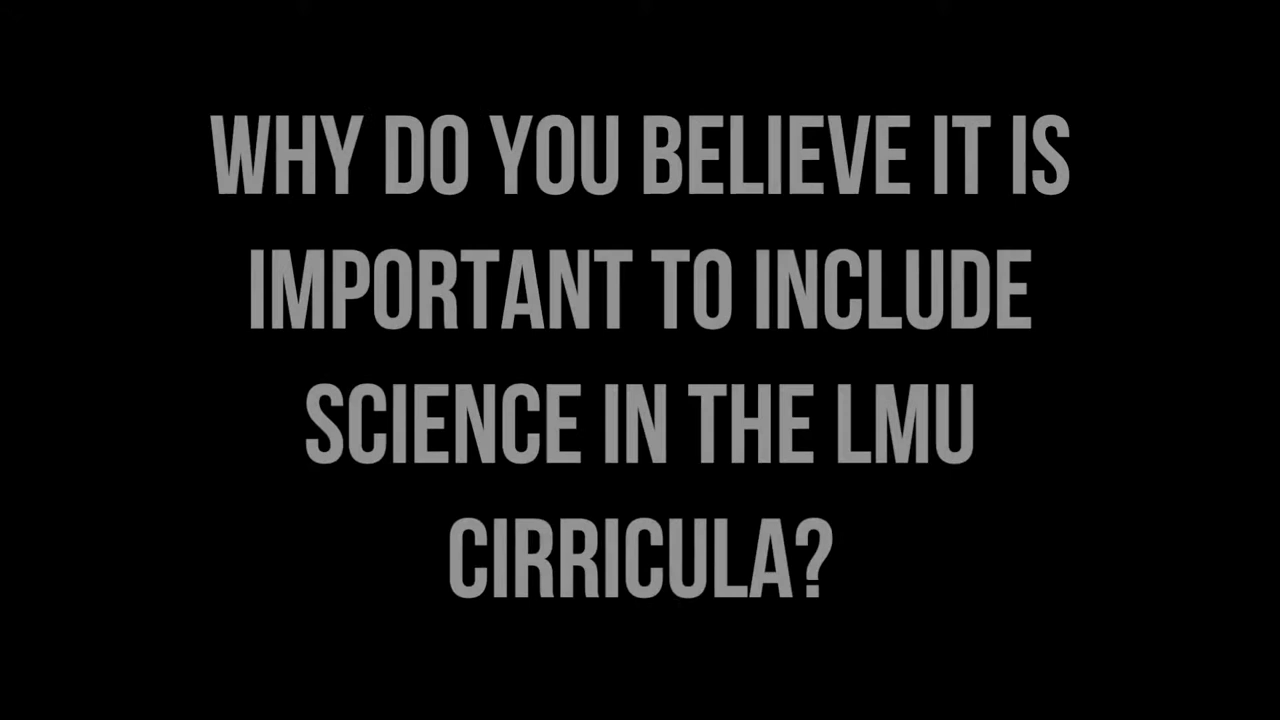 WHY DO YOU BELIEVE IT IS
IMPORTANT TO INCLUDE
SCIENCE IN THE LMU
CIRRICULA?